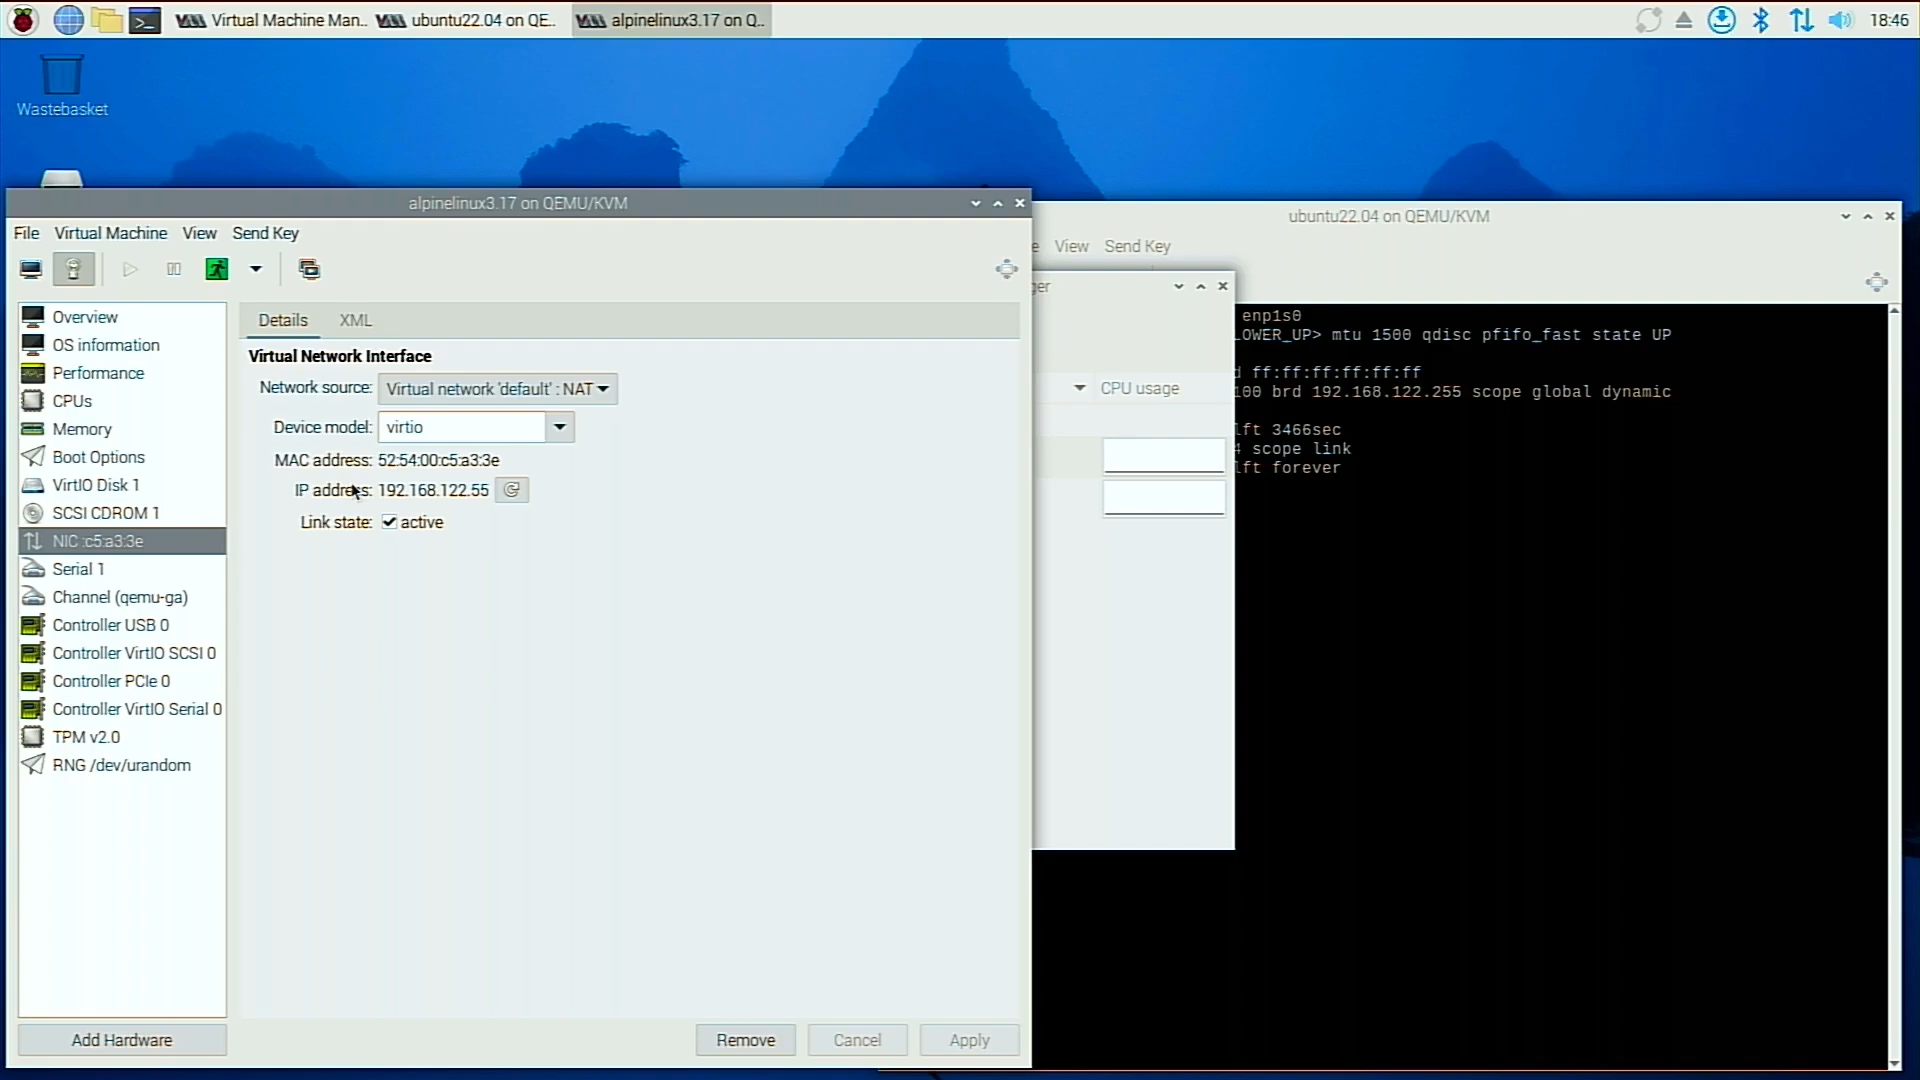 Virtual Machine Man..
ubuntu22.04 on QE..
alpinelinux3.17 on Q..
18:46
Wastebasket
alpinelinux3.17 on QEMU/KVM
File Virtual Machine View Send Key
Overview
OS information
Performance
CPUs
Memory
Boot Options
VirtIO Disk 1
SCSI CDROM 1
NIC :c5:a3:3e
Serial 1
Channel (qemu-ga)
Controller USB 0
Controller VirtIO SCSI 0
Controller PCIe 0
Controller VirtIO Serial 0
TPM v2.0
RNG /dev/urandom
Add Hardware
Details XML
Virtual Network Interface
Network source: Virtual network 'default' : NAT
Device model: virtio
MAC address: 52:54:00:c5:a3:3e
IP address: 192.168.122.55
Link state: active
Remove Cancel Apply
ger
CPU usage
ubuntu22.04 on QEMU/KVM
e View Send Key
enp1s0
LOWER_UP> mtu 1500 qdisc pfifo_fast state UP
d ff:ff:ff:ff:ff:ff
100 brd 192.168.122.255 scope global dynamic
lft 3466sec
4 scope link
lft forever